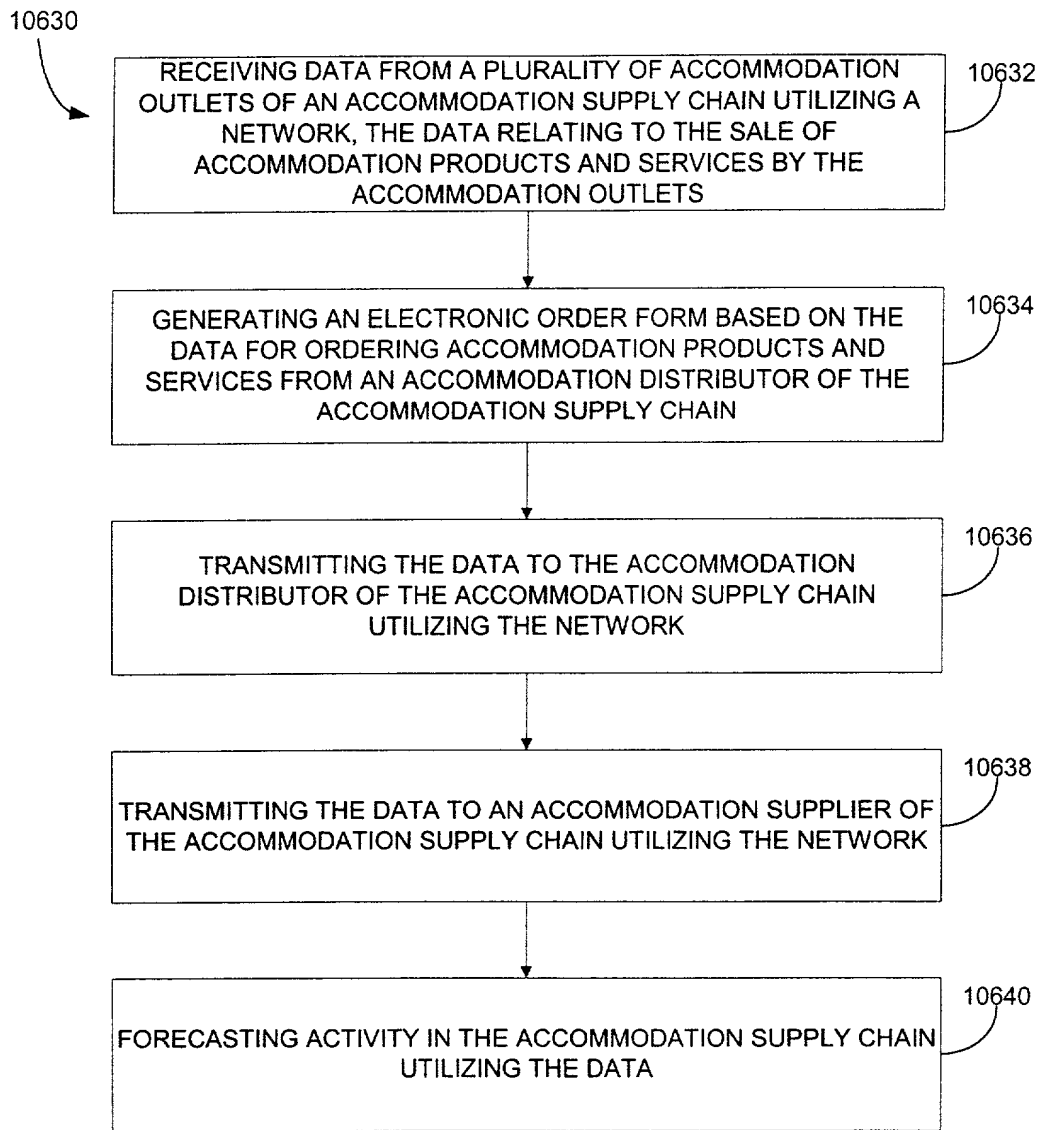 10630
RECEIVING DATA FROM A PLURALITY OF ACCOMMODATION
OUTLETS OF AN ACCOMMODATION SUPPLY CHAIN UTILIZING A
NETWORK, THE DATA RELATING TO THE SALE OF
ACCOMMODATION PRODUCTS AND SERVICES BY THE
ACCOMMODATION OUTLETS
10632
GENERATING AN ELECTRONIC ORDER FORM BASED ON THE
DATA FOR ORDERING ACCOMMODATION PRODUCTS AND
SERVICES FROM AN ACCOMMODATION DISTRIBUTOR OF THE
ACCOMMODATION SUPPLY CHAIN
10634
TRANSMITTING THE DATA TO THE ACCOMMODATION
DISTRIBUTOR OF THE ACCOMMODATION SUPPLY CHAIN
UTILIZING THE NETWORK
10636
TRANSMITTING THE DATA TO AN ACCOMMODATION SUPPLIER OF
THE ACCOMMODATION SUPPLY CHAIN UTILIZING THE NETWORK
10638
FORECASTING ACTIVITY IN THE ACCOMMODATION SUPPLY CHAIN
UTILIZING THE DATA
10640